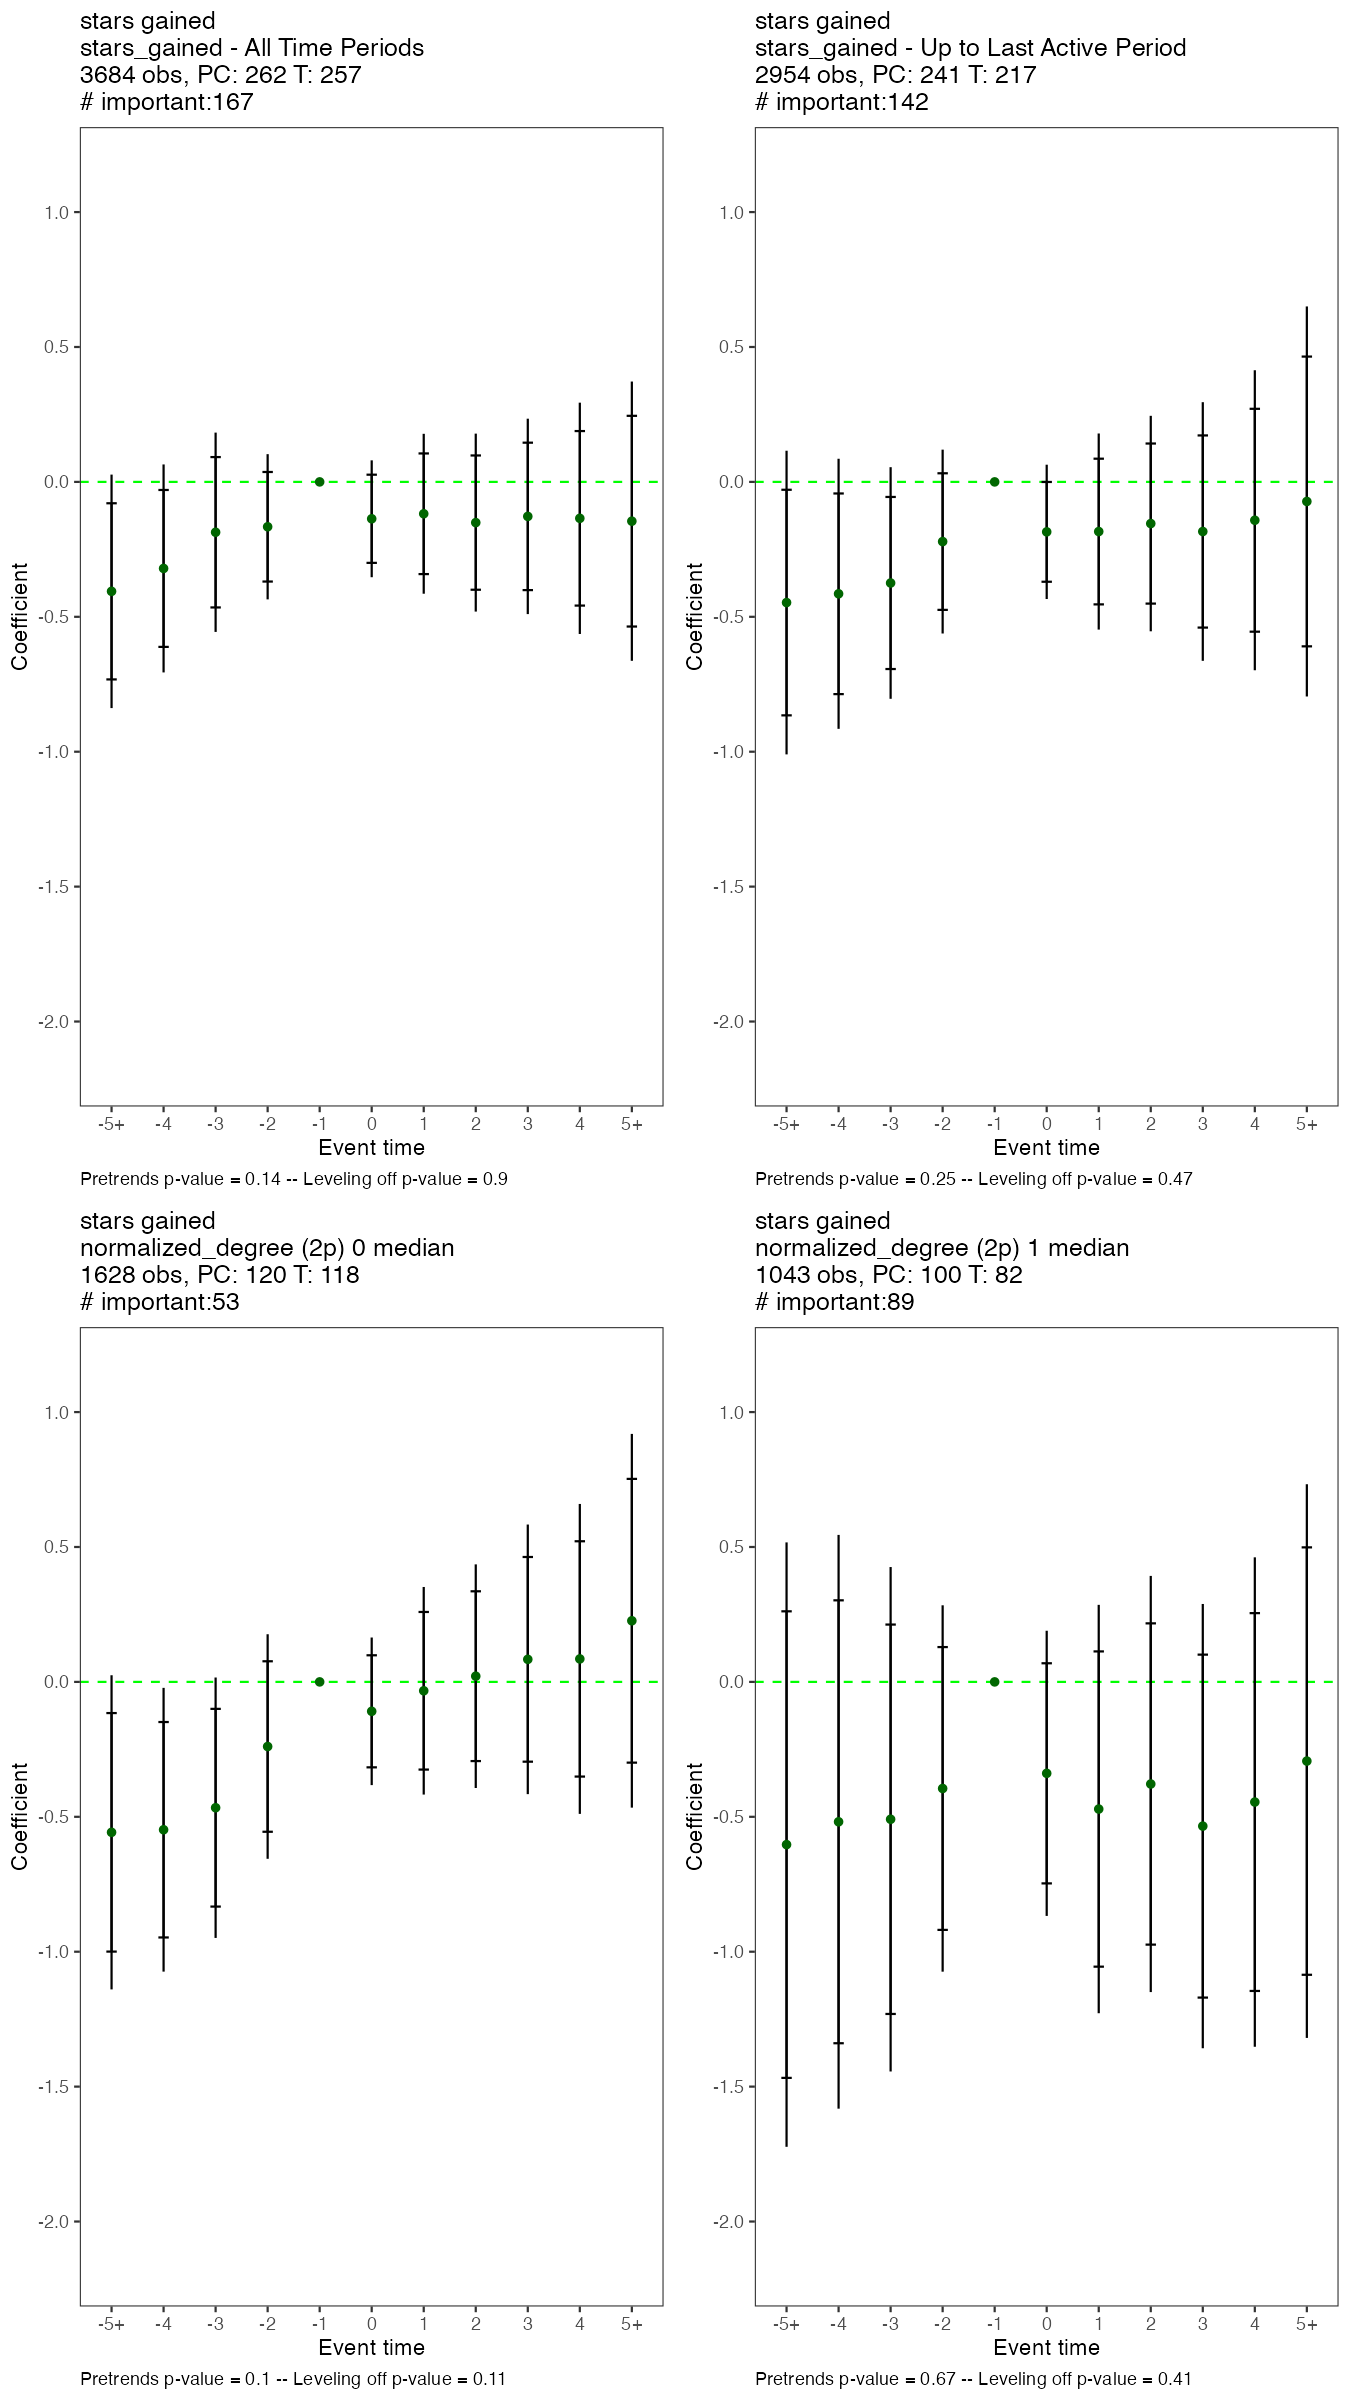 stars gained
stars_gained - All Time Periods
3684 obs, PC: 262 T: 257
# important:167
1.0
0.5
0.0
-0.5
-1.0
-1.5
-2.0
Coefficient
-5+ -4 -3 -2 -1 0 1 2 3 4 5+
Event time
Pretrends p-value = 0.14 -- Leveling off p-value = 0.9
stars gained
stars_gained - Up to Last Active Period
2954 obs, PC: 241 T: 217
# important:142
1.0
0.5
0.0
-0.5
-1.0
-1.5
-2.0
Coefficient
-5+ -4 -3 -2 -1 0 1 2 3 4 5+
Event time
Pretrends p-value = 0.25 -- Leveling off p-value = 0.47
stars gained
normalized_degree (2p) 0 median
1628 obs, PC: 120 T: 118
# important:53
1.0
0.5
0.0
-0.5
-1.0
-1.5
-2.0
Coefficient
-5+ -4 -3 -2 -1 0 1 2 3 4 5+
Event time
Pretrends p-value = 0.1 -- Leveling off p-value = 0.11
stars gained
normalized_degree (2p) 1 median
1043 obs, PC: 100 T: 82
# important:89
1.0
0.5
0.0
-0.5
-1.0
-1.5
-2.0
Coefficient
-5+ -4 -3 -2 -1 0 1 2 3 4 5+
Event time
Pretrends p-value = 0.67 -- Leveling off p-value = 0.41